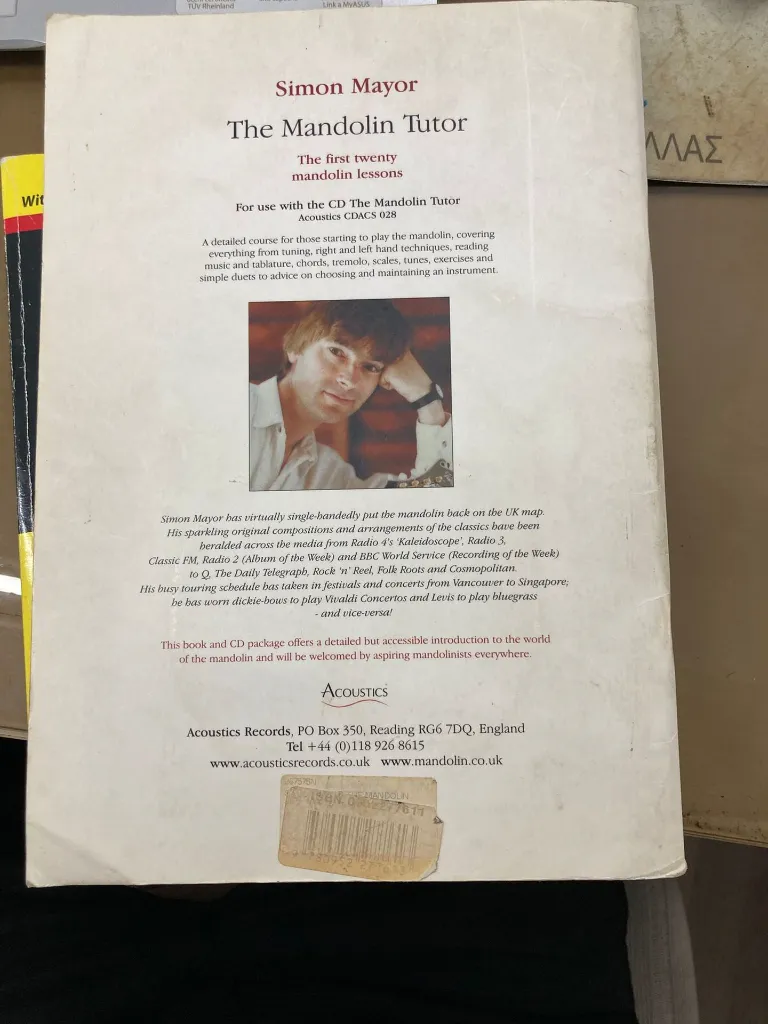 TÜV Rheinland
Link a MyASUS
ΛΛΑΣ
Wit
Simon Mayor
The Mandolin Tutor
The first twenty
mandolin lessons
For use with the CD The Mandolin Tutor
Acoustics CDACS 028
A detailed course for those starting to play the mandolin, covering
everything from tuning, right and left hand techniques, reading
music and tablature, chords, tremolo, scales, tunes, exercises and
simple duets to advice on choosing and maintaining an instrument.
Simon Mayor has virtually single-handedly put the mandolin back on the UK map.
His sparkling original compositions and arrangements of the classics have been
heralded across the media from Radio 4's 'Kaleidoscope', Radio 3,
Classic FM, Radio 2 (Album of the Week) and BBC World Service (Recording of the Week)
to Q, The Daily Telegraph, Rock 'n' Reel, Folk Roots and Cosmopolitan.
His busy touring schedule has taken in festivals and concerts from Vancouver to Singapore;
he has worn dickie-bows to play Vivaldi Concertos and Levis to play bluegrass
- and vice-versa!
This book and CD package offers a detailed but accessible introduction to the world
of the mandolin and will be welcomed by aspiring mandolinists everywhere.
ACOUSTICS
Acoustics Records, PO Box 350, Reading RG6 7DQ, England
Tel +44 (0)118 926 8615
www.acousticsrecords.co.uk www.mandolin.co.uk
THE MANDOLIN
ISBN